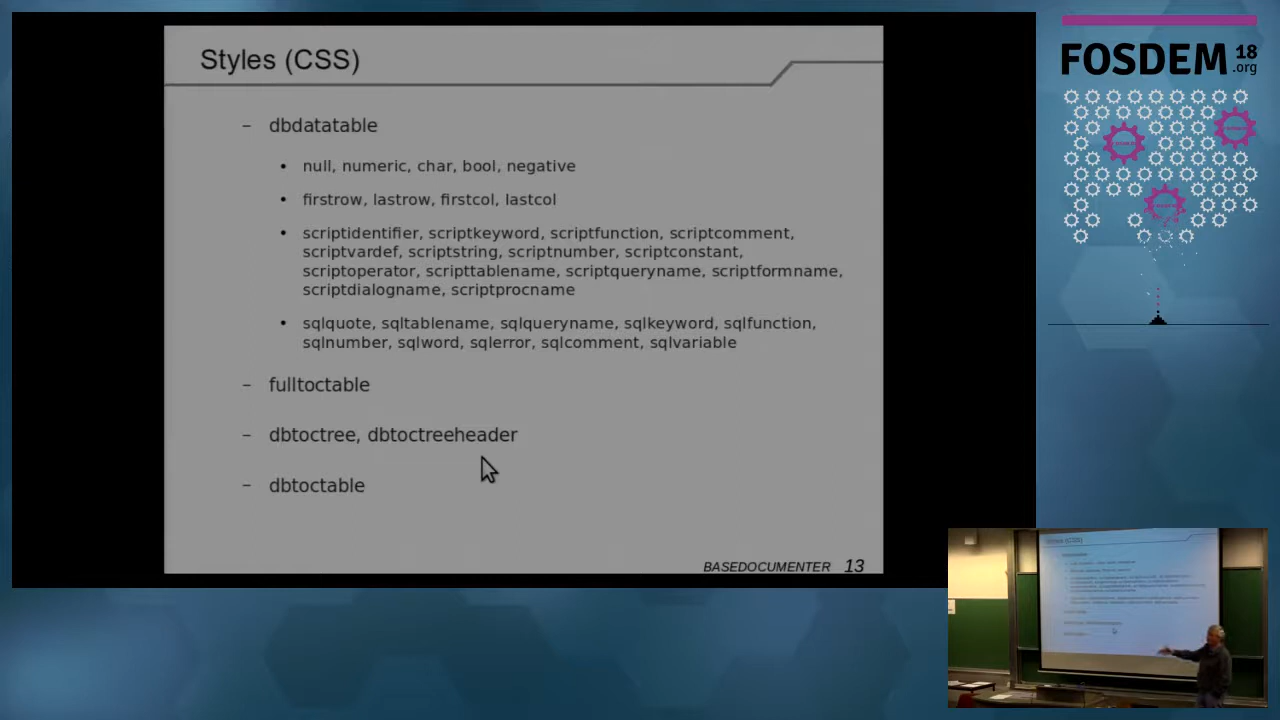 Styles (CSS)
– dbdatatable
• null, numeric, char, bool, negative
• firstrow, lastrow, firstcol, lastcol
• scriptidentifier, scriptkeyword, scriptfunction, scriptcomment,
scriptvardef, scriptstring, scriptnumber, scriptconstant,
scriptoperator, scripttablename, scriptqueryname, scriptformname,
scriptdialogname, scriptprocname
• sqlquote, sqltablename, sqlqueryname, sqlkeyword, sqlfunction,
sqlnumber, sqlword, sqlerror, sqlcomment, sqlvariable
– fulltoctable
– dbtoctree, dbtoctreeheader
– dbtoctable
BASEDOCUMENTER 13
FOSDEM 18
.org